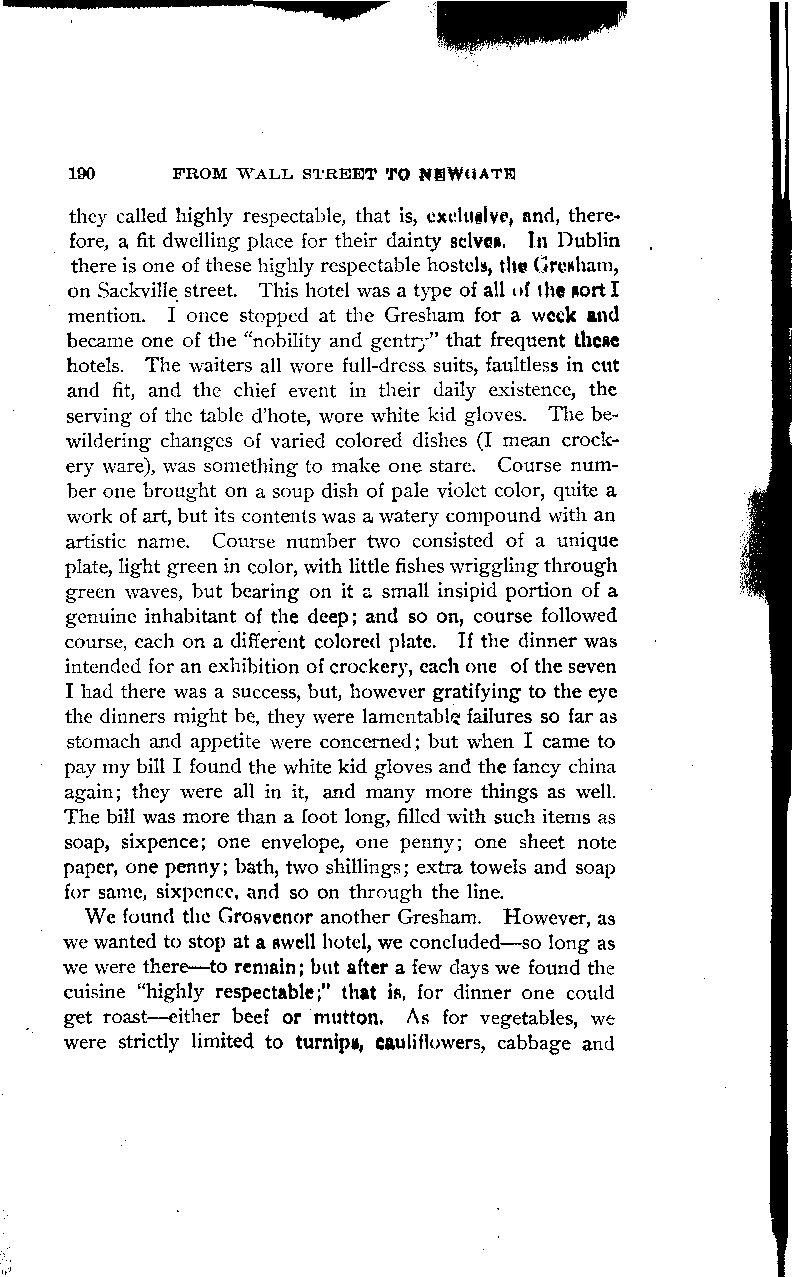 190 FROM WALL STREET TO NEWGATE
they called highly respectable, that is, exclusive, and, there-
fore, a fit dwelling place for their dainty selves. In Dublin
there is one of these highly respectable hostels, the Gresham,
on Sackville street. This hotel was a type of all of the sort I
mention. I once stopped at the Gresham for a week and
became one of the "nobility and gentry" that frequent these
hotels. The waiters all wore full-dress suits, faultless in cut
and fit, and the chief event in their daily existence, the
serving of the table d'hote, wore white kid gloves. The be-
wildering changes of varied colored dishes (I mean crock-
ery ware), was something to make one stare. Course num-
ber one brought on a soup dish of pale violet color, quite a
work of art, but its contents was a watery compound with an
artistic name. Course number two consisted of a unique
plate, light green in color, with little fishes wriggling through
green waves, but bearing on it a small insipid portion of a
genuine inhabitant of the deep; and so on, course followed
course, each on a different colored plate. If the dinner was
intended for an exhibition of crockery, each one of the seven
I had there was a success, but, however gratifying to the eye
the dinners might be, they were lamentable failures so far as
stomach and appetite were concerned; but when I came to
pay my bill I found the white kid gloves and the fancy china
again; they were all in it, and many more things as well.
The bill was more than a foot long, filled with such items as
soap, sixpence; one envelope, one penny; one sheet note
paper, one penny; bath, two shillings; extra towels and soap
for same, sixpence, and so on through the line.
We found the Grosvenor another Gresham. However, as
we wanted to stop at a swell hotel, we concluded—so long as
we were there—to remain; but after a few days we found the
cuisine "highly respectable;" that is, for dinner one could
get roast—either beef or mutton. As for vegetables, we
were strictly limited to turnips, cauliflowers, cabbage and